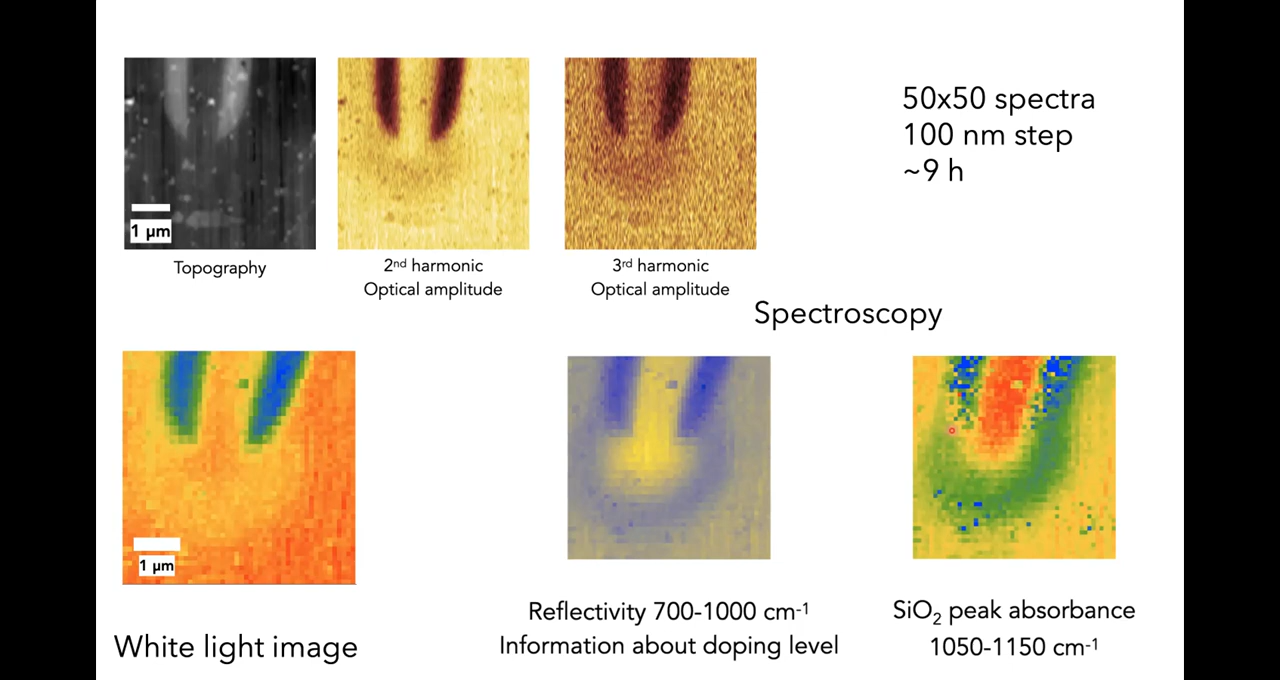 50x50 spectra
100 nm step
~9 h
1 µm
Topography
2nd harmonic
Optical amplitude
3rd harmonic
Optical amplitude
Spectroscopy
1 µm
White light image
Reflectivity 700-1000 cm-1
Information about doping level
SiO2 peak absorbance
1050-1150 cm-1